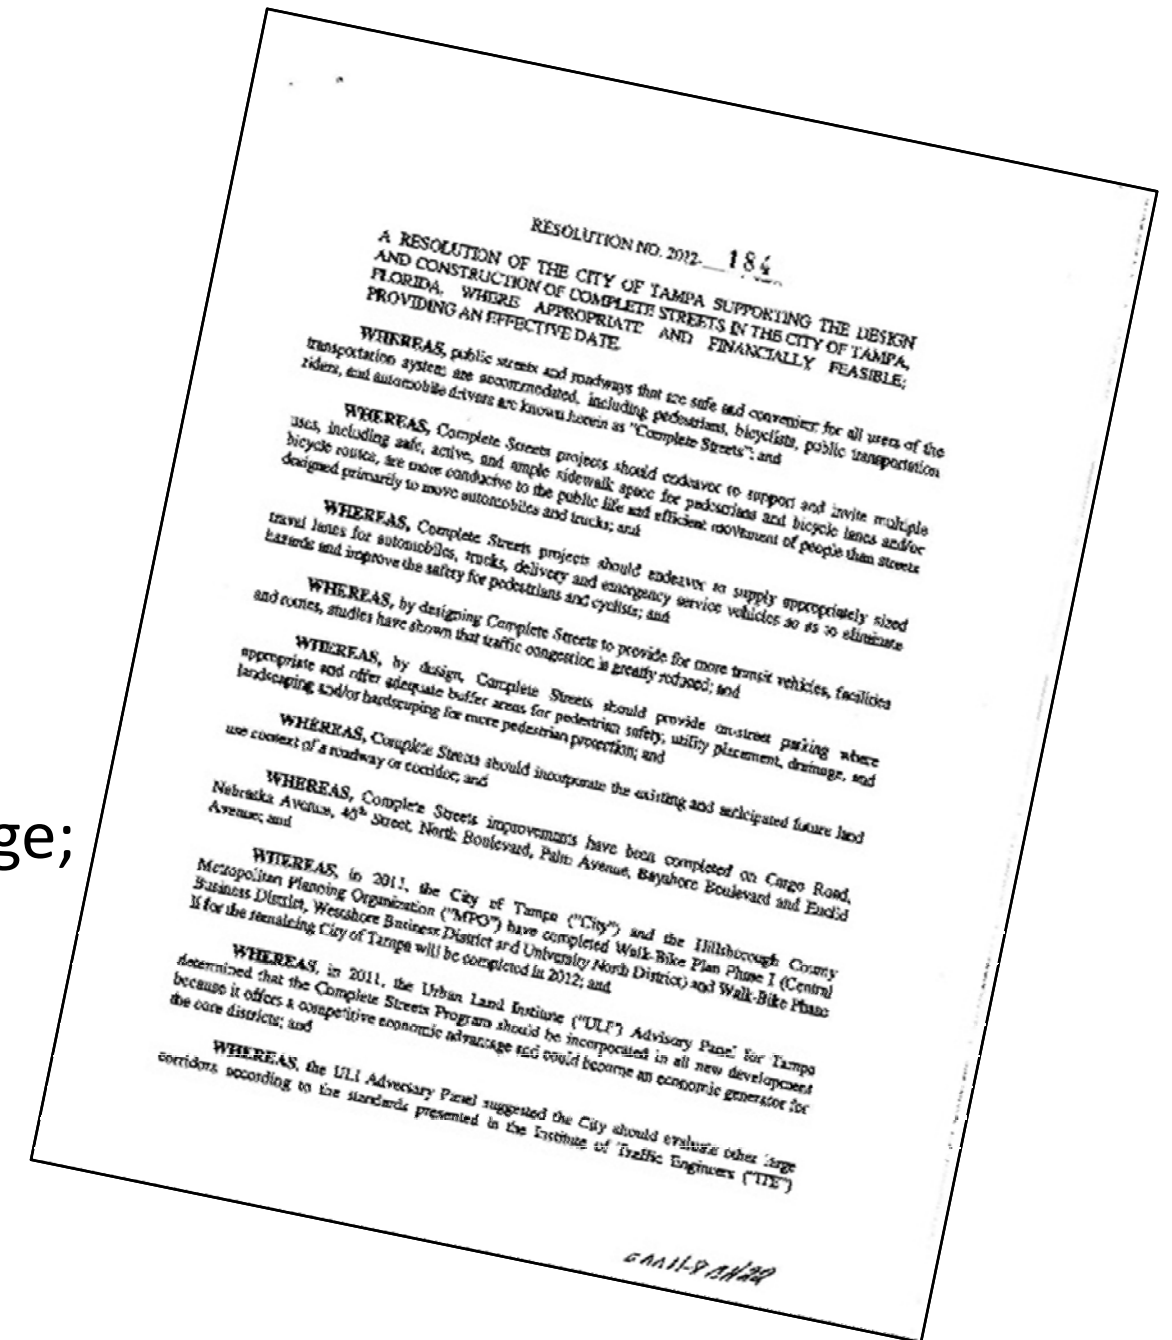 RESOLUTION NO. 2012-184
A RESOLUTION OF THE CITY OF TAMPA SUPPORTING THE DESIGN
AND CONSTRUCTION OF COMPLETE STREETS IN THE CITY OF TAMPA,
FLORIDA, WHERE APPROPRIATE AND FINANCIALLY FEASIBLE;
PROVIDING AN EFFECTIVE DATE.
WHEREAS, public streets and roadways that are safe and convenient for all users of the
transportation system are accommodated, including pedestrians, bicyclists, public transportation
riders, and automobile drivers are known herein as "Complete Streets"; and
WHEREAS, Complete Streets projects should endeavor to support and invite multiple
uses, including safe, active, and ample sidewalk space for pedestrians and bicycle lanes and/or
bicycle routes, are more conducive to the public life and efficient movement of people than streets
designed primarily to move automobiles and trucks; and
WHEREAS, Complete Streets projects should endeavor to supply appropriately sized
travel lanes for automobiles, trucks, delivery and emergency service vehicles so as to eliminate
hazards and improve the safety for pedestrians and cyclists; and
WHEREAS, by designing Complete Streets to provide for more transit vehicles, facilities
and routes, studies have shown that traffic congestion is greatly reduced; and
WHEREAS, by design, Complete Streets should provide on-street parking where
appropriate and offer adequate buffer areas for pedestrian safety, utility placement, drainage, and
landscaping and/or hardscaping for more pedestrian protection; and
WHEREAS, Complete Streets should incorporate the existing and anticipated future land
use context of a roadway or corridor; and
WHEREAS, Complete Streets improvements have been completed on Cargo Road,
Nebraska Avenue, Street, North Boulevard, Palm Avenue, Bayshore Boulevard and Euclid
Avenue; and
ge;
WHEREAS, in 2011, the City of Tampa ("City") and the Hillsborough County
Metropolitan Planning Organization ("MPO") have completed Walk-Bike Plan Phase I (Central
Business District, Westshore Business District and University North District) and Walk-Bike Phase
II for the remaining City of Tampa will be completed in 2012; and
WHEREAS, in 2011, the Urban Land Institute ("ULI") Advisory Panel for Tampa
determined that the Complete Streets Program should be incorporated in all new development
because it offers a competitive economic advantage and could become an economic generator for
the core districts; and
WHEREAS, the ULI Panel suggested the City should evaluate other large
corridors, according to the standards presented in the Institute of Traffic Engineers ("ITE")